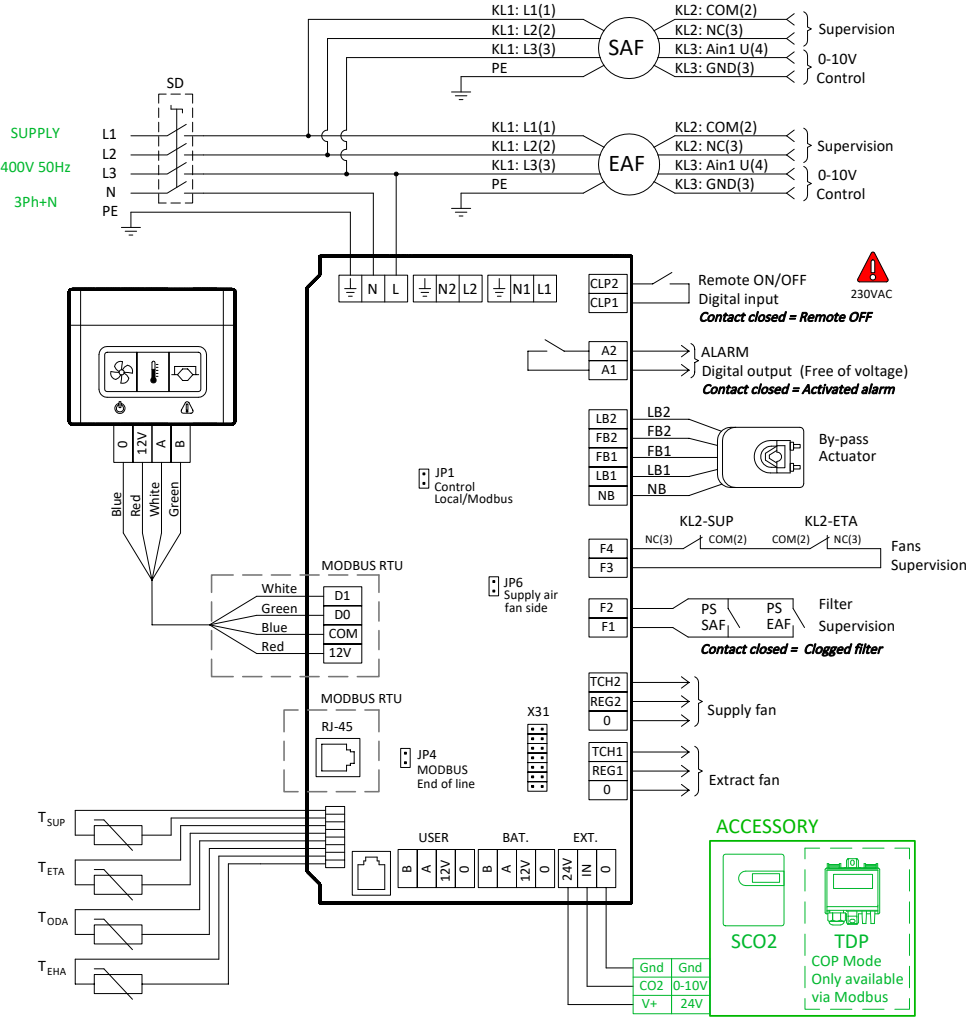 KL1: L1(1)
KL1: L2(2)
KL1: L3(3)
PE
SAF
KL2: COM(2)
KL2: NC(3)
KL3: Ain1 U(4)
KL3: GND(3)
Supervision
0-10V
Control
SD
SUPPLY
400V 50Hz
3Ph+N
L1
L2
L3
N
PE
KL1: L1(1)
KL1: L2(2)
KL1: L3(3)
PE
EAF
KL2: COM(2)
KL2: NC(3)
KL3: Ain1 U(4)
KL3: GND(3)
Supervision
0-10V
Control
N L
N2 L2
N1 L1
CLP2
CLP1
Remote ON/OFF
Digital input
Contact closed = Remote OFF
230VAC
A2
A1
ALARM
Digital output (Free of voltage)
Contact closed = Activated alarm
0 12V A B
Blue
Red
White
Green
LB2
FB2
FB1
LB1
NB
LB2
FB2
FB1
LB1
NB
By-pass
Actuator
JP1
Control
Local/Modbus
KL2-SUP
KL2-ETA
NC(3) COM(2) COM(2) NC(3)
F4
F3
Fans
Supervision
MODBUS RTU
White
Green
Blue
Red
D1
D0
COM
12V
JP6
Supply air
fan side
F2
F1
PS
SAF
PS
EAF
Filter
Supervision
Contact closed = Clogged filter
MODBUS RTU
RJ-45
JP4
MODBUS
End of line
X31
TCH2
REG2
0
Supply fan
TCH1
REG1
0
Extract fan
TSUP
TETA
TODA
TEHA
USER
B A 12V 0
BAT.
B A 12V 0
EXT.
24V IN 0
ACCESSORY
SCO2
TDP
COP Mode
Only available
via Modbus
Gnd Gnd
CO2 0-10V
V+ 24V